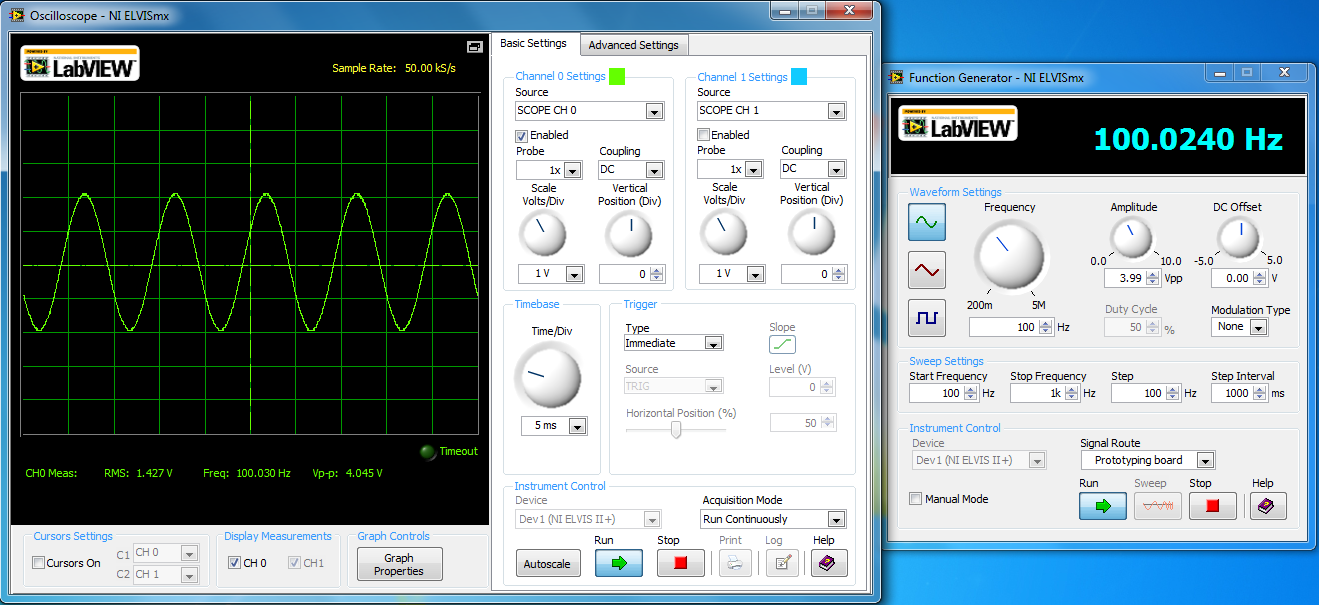 Oscilloscope - NI ELVISmx
LabVIEW™
Sample Rate: 50.00 kS/s
Timeout
CH0 Meas: RMS: 1.427 V Freq: 100.030 Hz Vp-p: 4.045 V
Cursors Settings
Cursors On
C1 CH 0
C2 CH 1
Display Measurements
CH 0 CH1
Graph Controls
Graph
Properties
Basic Settings Advanced Settings
Channel 0 Settings
Source
SCOPE CH 0
Enabled
Probe Coupling
1x DC
Scale Vertical
Volts/Div Position (Div)
1 V 0
Channel 1 Settings
Source
SCOPE CH 1
Enabled
Probe Coupling
1x DC
Scale Vertical
Volts/Div Position (Div)
1 V 0
Timebase
Time/Div
5 ms
Trigger
Type Slope
Immediate
Source Level (V)
TRIG 0
Horizontal Position (%)
50
Instrument Control
Device Acquisition Mode
Dev1 (NI ELVIS II+) Run Continuously
Run Stop Print Log Help
Autoscale
Function Generator - NI ELVISmx
POWERED BY
LabVIEW™
100.0240 Hz
Waveform Settings
Frequency Amplitude DC Offset
0.0 10.0 -5.0 5.0
3.99 Vpp 0.00 V
200m 5M
100 Hz
Duty Cycle Modulation Type
50 % None
Sweep Settings
Start Frequency Stop Frequency Step Step Interval
100 Hz 1k Hz 100 Hz 1000 ms
Instrument Control
Device Signal Route
Dev1 (NI ELVIS II+) Prototyping board
Run Sweep Stop Help
Manual Mode